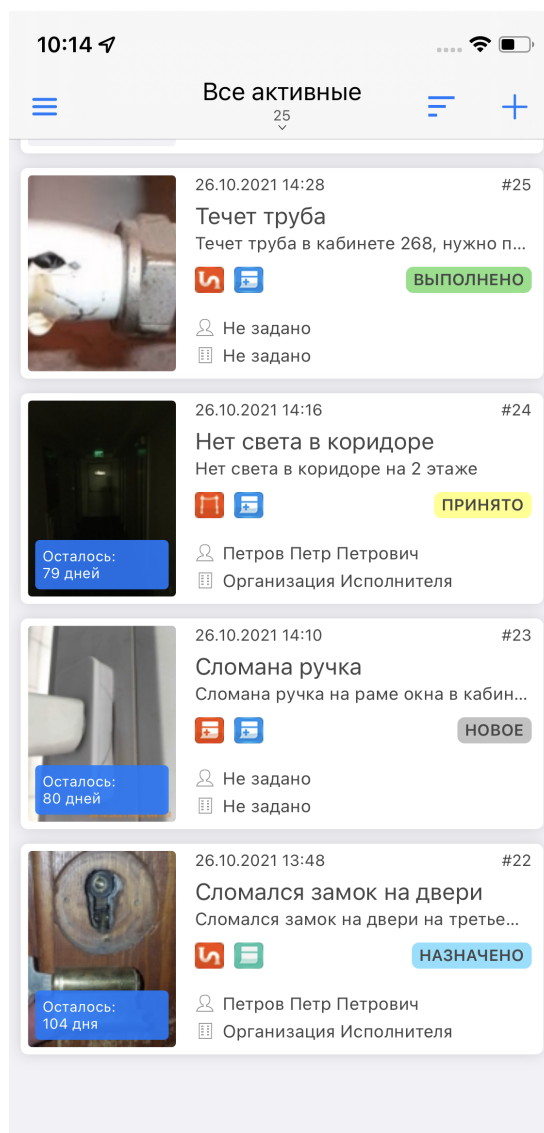 10:14
Все активные
25
26.10.2021 14:28 #25
Течет труба
Течет труба в кабинете 268, нужно п...
ВЫПОЛНЕНО
Не задано
Не задано
26.10.2021 14:16 #24
Нет света в коридоре
Нет света в коридоре на 2 этаже
ПРИНЯТО
Осталось:
79 дней
Петров Петр Петрович
Организация Исполнителя
26.10.2021 14:10 #23
Сломана ручка
Сломана ручка на раме окна в кабин...
НОВОЕ
Осталось:
80 дней
Не задано
Не задано
26.10.2021 13:48 #22
Сломался замок на двери
Сломался замок на двери на третье...
НАЗНАЧЕНО
Осталось:
104 дня
Петров Петр Петрович
Организация Исполнителя